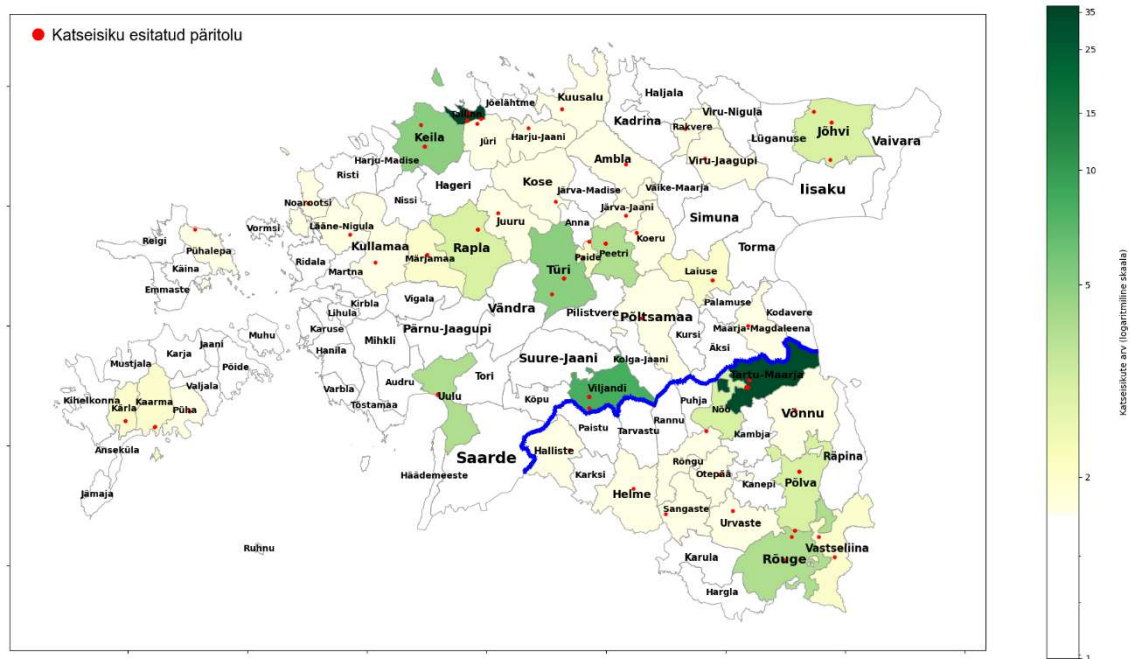 Katseisiku esitatud päritolu
Kuusalu
Haljala
Jõelähtme
Viru-Nigula
Tallinn
Kadrina
Rakvere
Jõhvi
Keila
Harju-Jaani
Lüganuse
Vaivara
Jüri
Harju-Madise
Ambla
Viru-Jaagupi
Risti
Hageri
Kose
Järva-Madise
Väike-Maarja
Iisaku
Nissi
Noarootsi
Järva-Jaani
Simuna
Lääne-Nigula
Juuru
Anna
Vormsi
Koeru
Reigi
Kullamaa
Rapla
Torma
Pühalepa
Märjamaa
Paide
Peetri
Ridala
Käina
Martna
Türi
Laiuse
Emmaste
Vigala
Kirbla
Palamuse
Lihula
Vändra
Pilistvere
Põltsamaa
Kodavere
Karuse
Pärnu-Jaagupi
Maarja-Magdaleena
Muhu
Mihkli
Kursi
Jaani
Äksi
Karja
Hanila
Suure-Jaani
Kolga-Jaani
Mustjala
Pöide
Tartu-Maarja
Audru
Tori
Valjala
Varbla
Viljandi
Kihelkonna
Kaarma
Uulu
Köpu
Puhja
Kärla
Püha
Tõstamaa
Nõo
Võnnu
Rannu
Paistu
Tarvastu
Kambja
Anseküla
Halliste
Räpina
Saarde
Rõngu
Häädemeeste
Karksi
Otepää
Kanepi
Põlva
Jämaja
Helme
Sangaste
Urvaste
Ruhnu
Vastseliina
Karula
Rõuge
Hargla
35
25
15
10
5
2
1
Katseisikute arv (logaritmiline skaala)